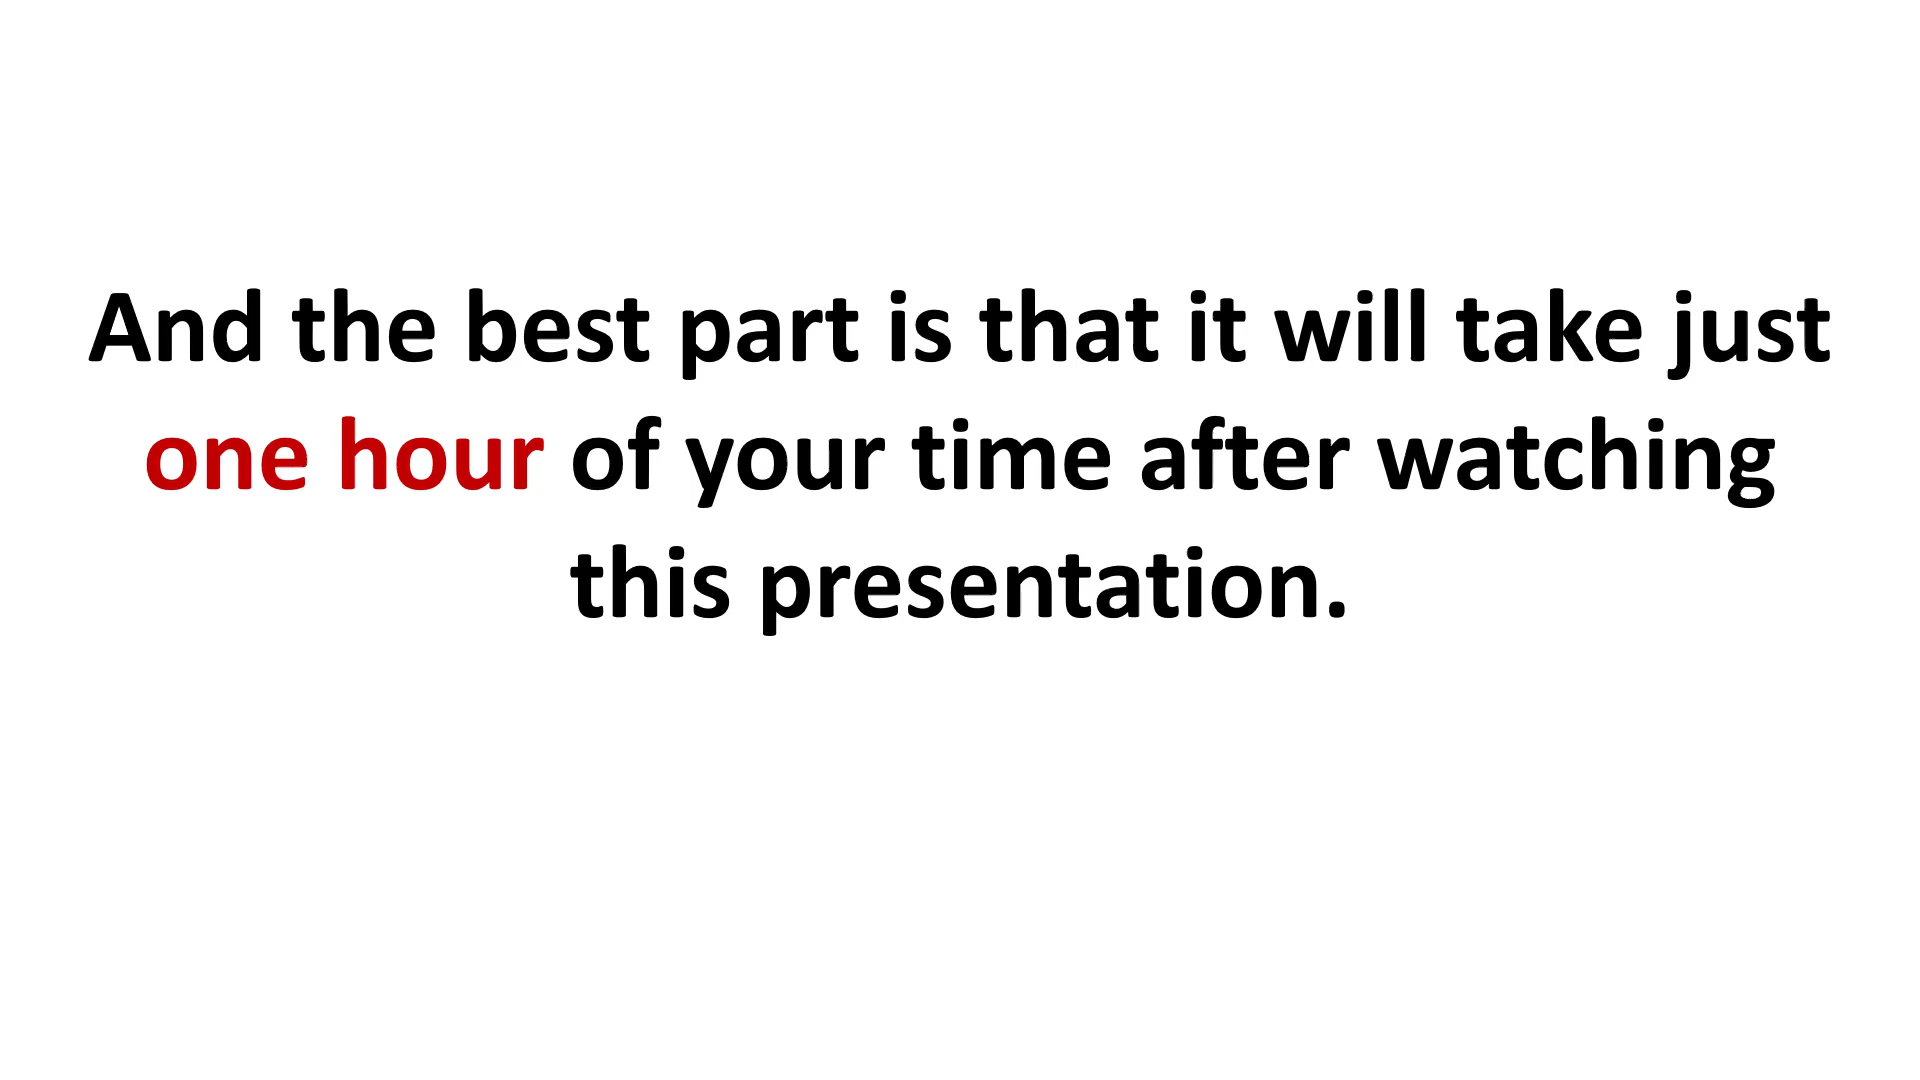 And the best part is that it will take just
one hour of your time after watching
this presentation.